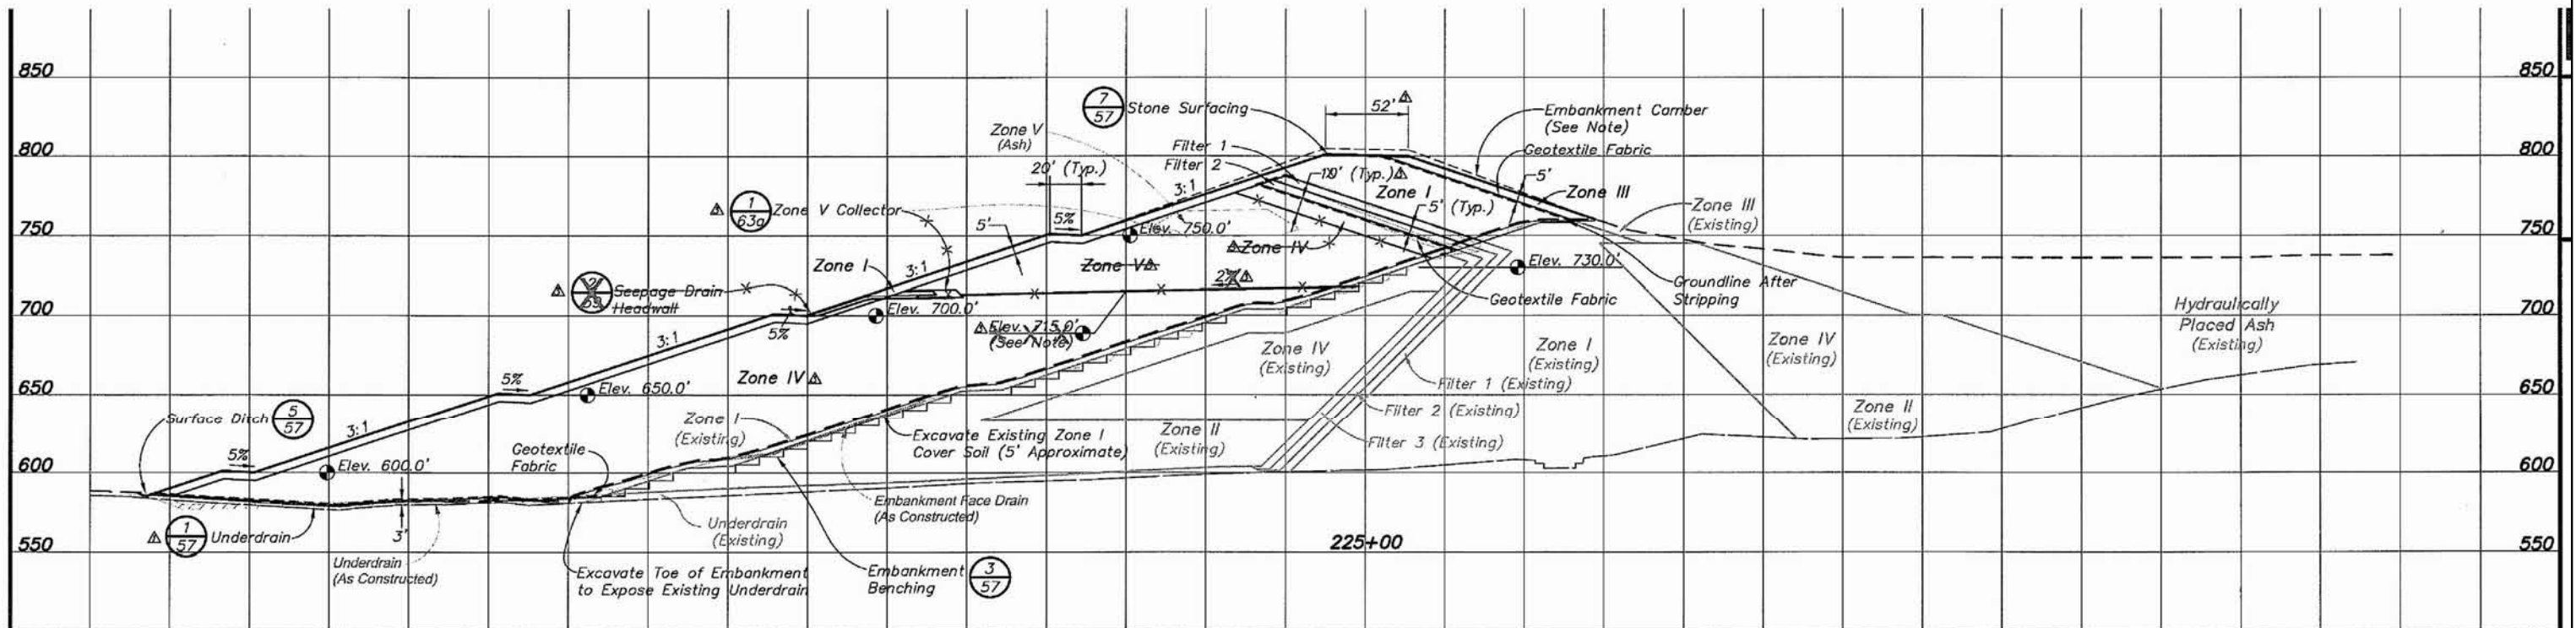 850
850
7
57
Stone Surfacing
52'
Embankment Camber
(See Note)
Zone V
(Ash)
800
800
Filter 1
Filter 2
Geotextile Fabric
20' (Typ.)
3:1
(Typ.)
Zone I
5'
Zone III
1
63a
Zone V Collector
5'
5%
5' (Typ.)
Zone III
(Existing)
750
750
Elev. 750.0'
Zone IV
Zone I
3:1
Zone V
2%
Elev. 730.0'
Groundline After
Stripping
59
Seepage Drain
Headwall
Geotextile Fabric
Hydraulically
Placed Ash
(Existing)
700
700
Elev. 700.0'
5%
3:1
Elev. 715.0'
(See Note)
Zone IV
(Existing)
Zone I
(Existing)
Zone IV
(Existing)
650
650
5%
Elev. 650.0'
Zone IV
Filter 1 (Existing)
Surface Ditch
5
57
3:1
Zone I
(Existing)
Filter 2 (Existing)
Zone II
(Existing)
Excavate Existing Zone I
Cover Soil (5' Approximate)
Zone II
(Existing)
Filter 3 (Existing)
600
600
5%
Elev. 600.0'
Geotextile
Fabric
Embankment Face Drain
(As Constructed)
1
57
Underdrain
3'
Underdrain
(Existing)
550
550
225+00
Underdrain
(As Constructed)
Excavate Toe of Embankment
to Expose Existing Underdrain
Embankment
Benching
3
57